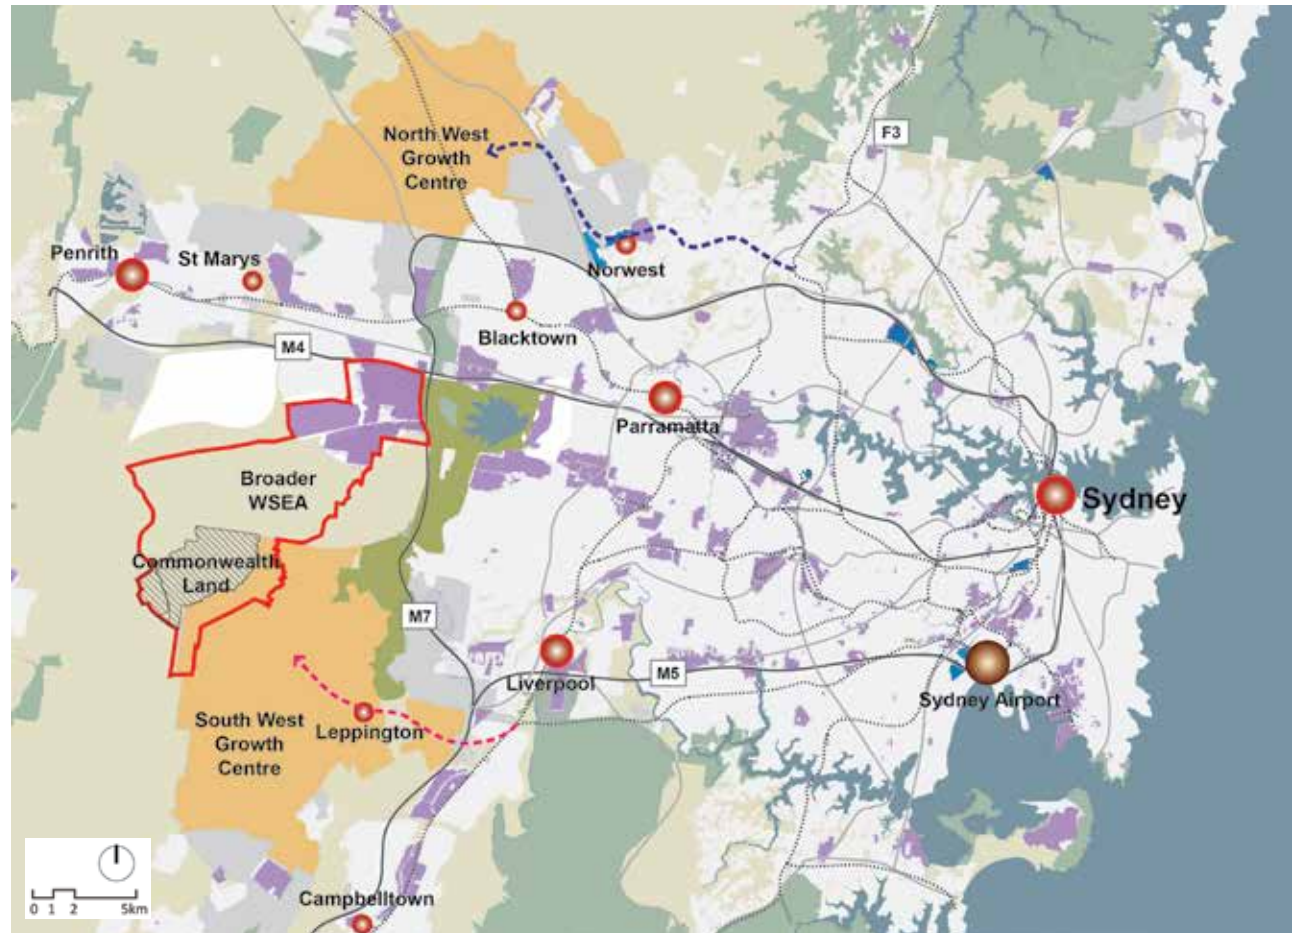 F3
North West
Growth
Centre
Penrith
St Marys
Norwest
Blacktown
M4
Parramatta
Broader
WSEA
Sydney
Commonwealth
Land
M7
M5
Liverpool
Sydney Airport
South West
Growth
Centre
Leppington
Campbelltown
0 1 2 5km